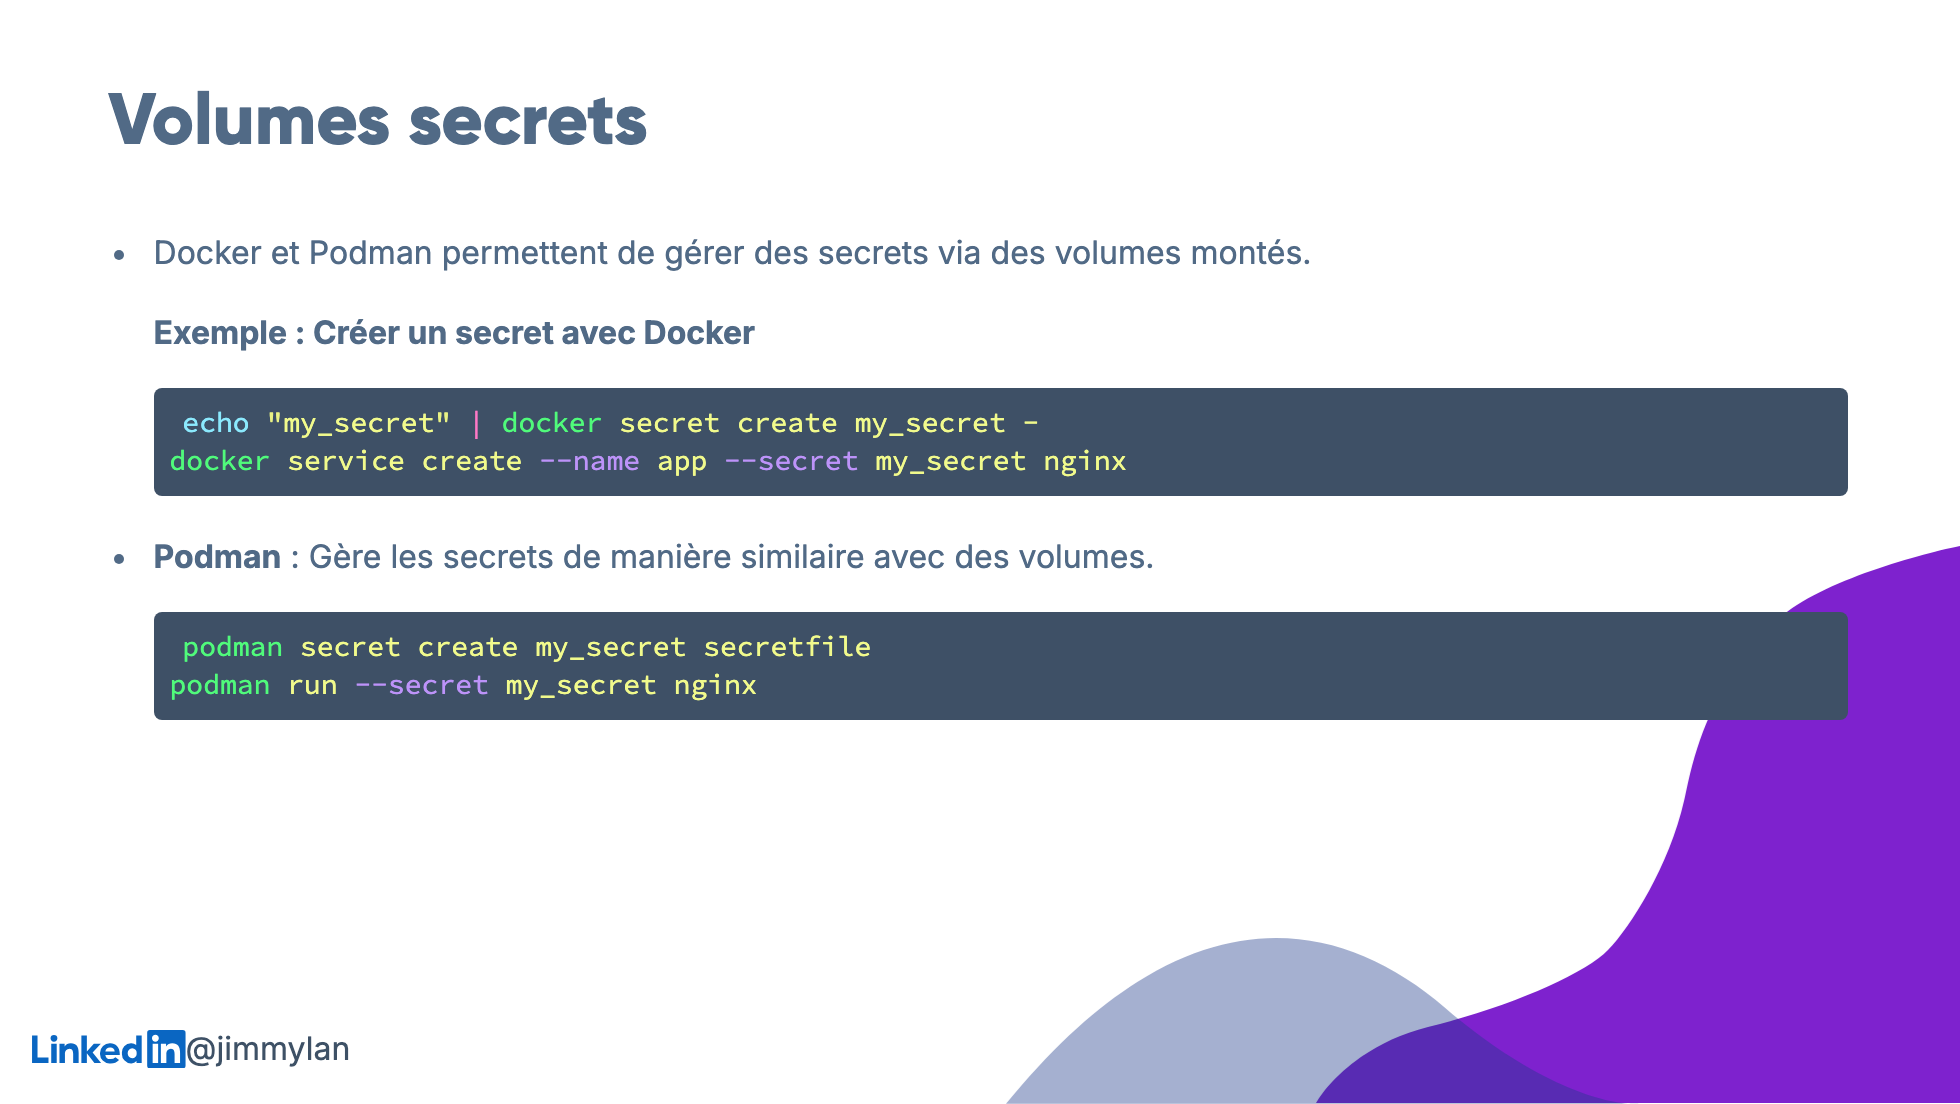 Volumes secrets
• Docker et Podman permettent de gérer des secrets via des volumes montés.
Exemple : Créer un secret avec Docker
echo "my_secret" | docker secret create my_secret -
docker service create --name app --secret my_secret nginx
• Podman : Gère les secrets de manière similaire avec des volumes.
podman secret create my_secret secretfile
podman run --secret my_secret nginx
LinkedIn@jimmylan